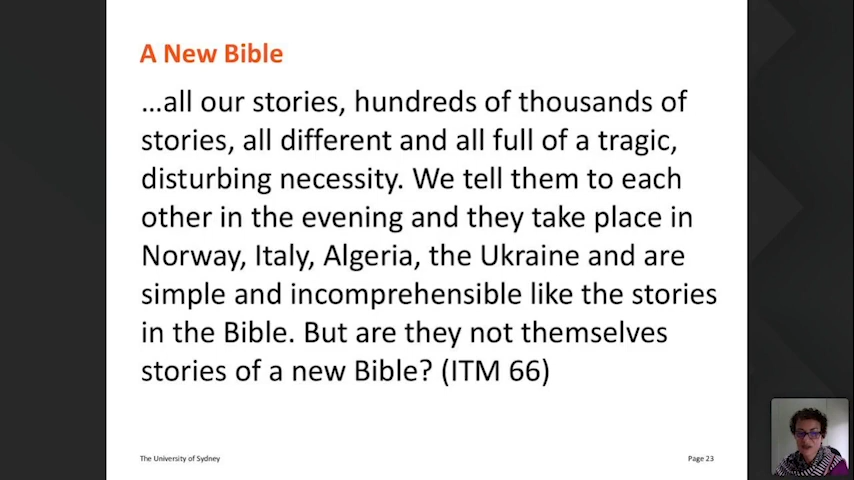 A New Bible
...all our stories, hundreds of thousands of
stories, all different and all full of a tragic,
disturbing necessity. We tell them to each
other in the evening and they take place in
Norway, Italy, Algeria, the Ukraine and are
simple and incomprehensible like the stories
in the Bible. But are they not themselves
stories of a new Bible? (ITM 66)
The University of Sydney
Page 23